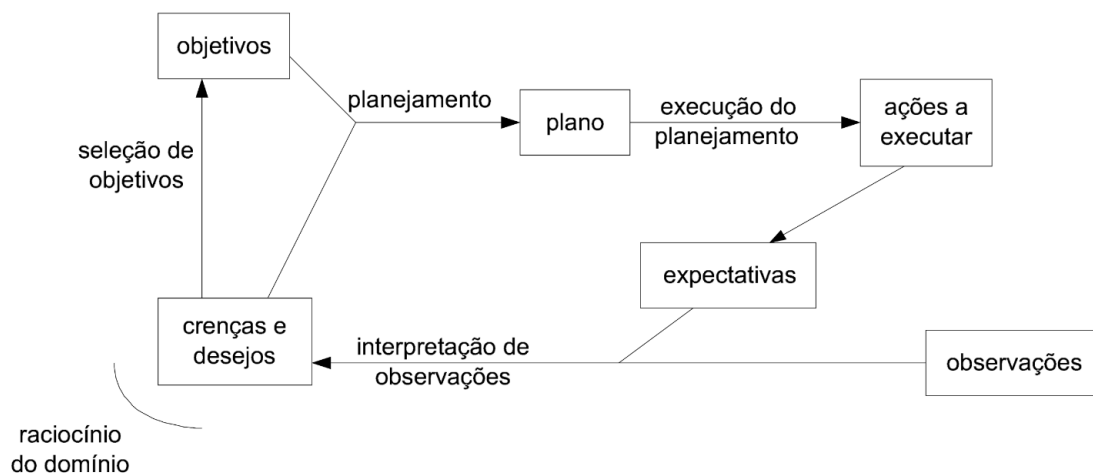 objetivos
planejamento
plano
execução do
planejamento
ações a
executar
seleção de
objetivos
expectativas
crenças e
desejos
interpretação de
observações
observações
raciocínio
do domínio